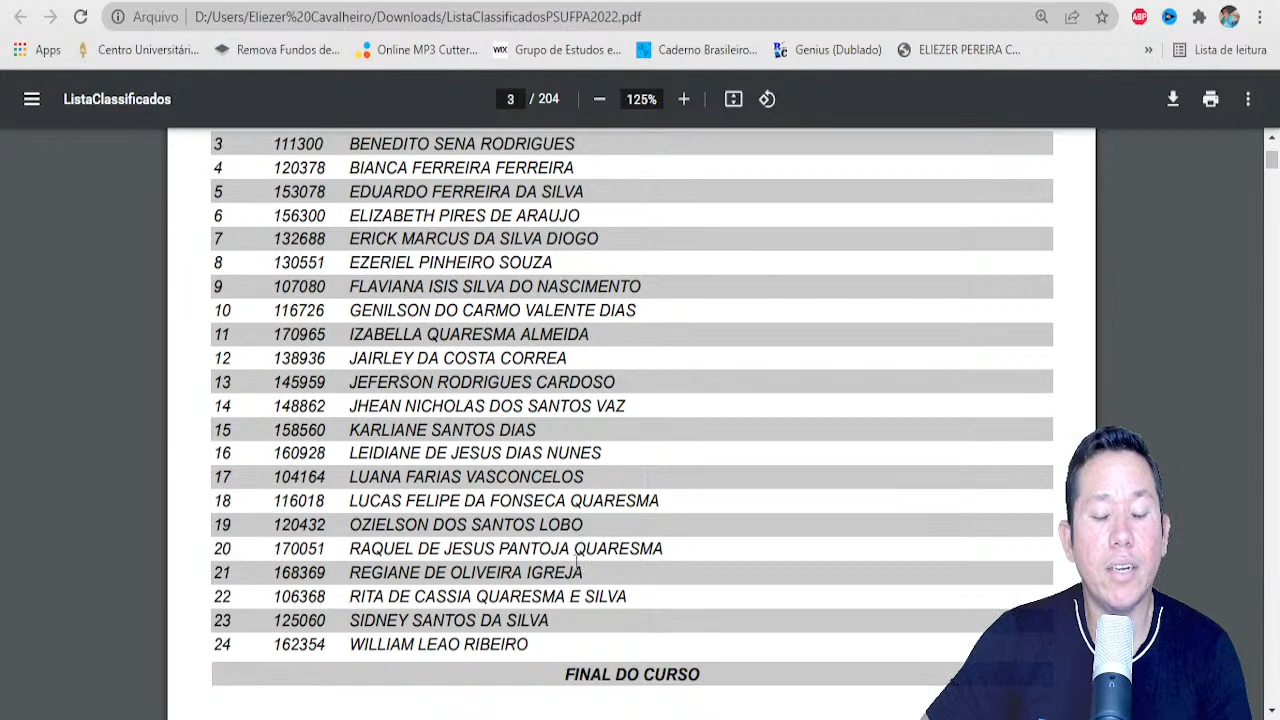 Arquivo D:/Users/Eliezer%20Cavalheiro/Downloads/ListaClassificadosPSUFPA2022.pdf ABP
Apps Centro Universitári... Remova Fundos de... Online MP3 Cutter... WIX Grupo de Estudos e... Caderno Brasileiro... Genius (Dublado) ELIEZER PEREIRA C... » Lista de leitura
ListaClassificados 3 / 204 125%
3 111300 BENEDITO SENA RODRIGUES
4 120378 BIANCA FERREIRA FERREIRA
5 153078 EDUARDO FERREIRA DA SILVA
6 156300 ELIZABETH PIRES DE ARAUJO
7 132688 ERICK MARCUS DA SILVA DIOGO
8 130551 EZERIEL PINHEIRO SOUZA
9 107080 FLAVIANA ISIS SILVA DO NASCIMENTO
10 116726 GENILSON DO CARMO VALENTE DIAS
11 170965 IZABELLA QUARESMA ALMEIDA
12 138936 JAIRLEY DA COSTA CORREA
13 145959 JEFERSON RODRIGUES CARDOSO
14 148862 JHEAN NICHOLAS DOS SANTOS VAZ
15 158560 KARLIANE SANTOS DIAS
16 160928 LEIDIANE DE JESUS DIAS NUNES
17 104164 LUANA FARIAS VASCONCELOS
18 116018 LUCAS FELIPE DA FONSECA QUARESMA
19 120432 OZIELSON DOS SANTOS LOBO
20 170051 RAQUEL DE JESUS PANTOJA QUARESMA
21 168369 REGIANE DE OLIVEIRA IGREJA
22 106368 RITA DE CASSIA QUARESMA E SILVA
23 125060 SIDNEY SANTOS DA SILVA
24 162354 WILLIAM LEAO RIBEIRO
FINAL DO CURSO